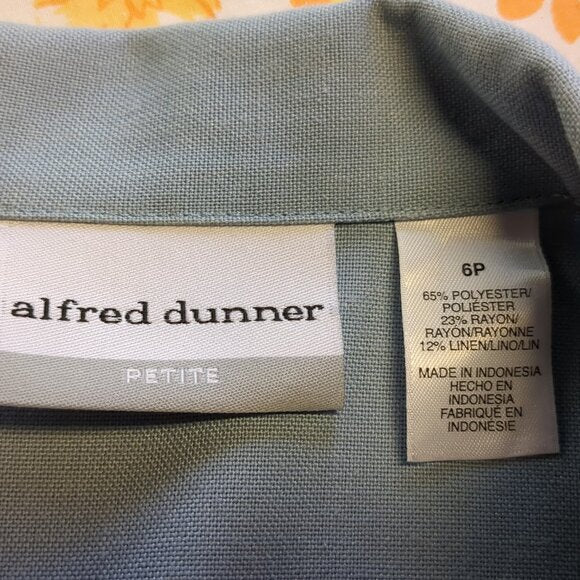 alfred dunner
PETITE
6P
65% POLYESTER/
POLIÉSTER
23% RAYON/
RAYON/RAYONNE
12% LINEN/LINO/LIN
MADE IN INDONESIA
HECHO EN
INDONESIA
FABRIQUÉ EN
INDONÉSIE